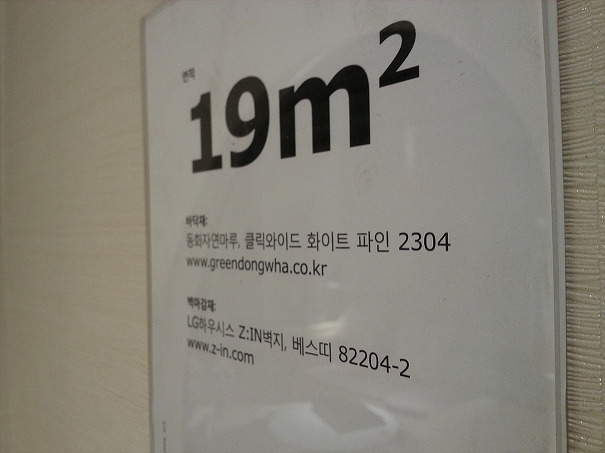 면적
19m²
바닥재:
동화자연마루, 클릭와이드 화이트 파인 2304
www.greendongwha.co.kr
벽마감재:
LG하우시스 Z:IN벽지, 베스띠 82204-2
www.z-in.com